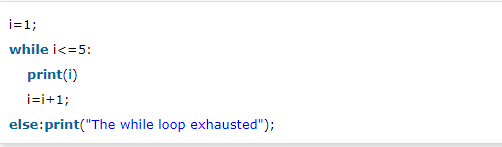 i=1;
while i<=5:
    print(i)
    i=i+1;
else:print("The while loop exhausted");